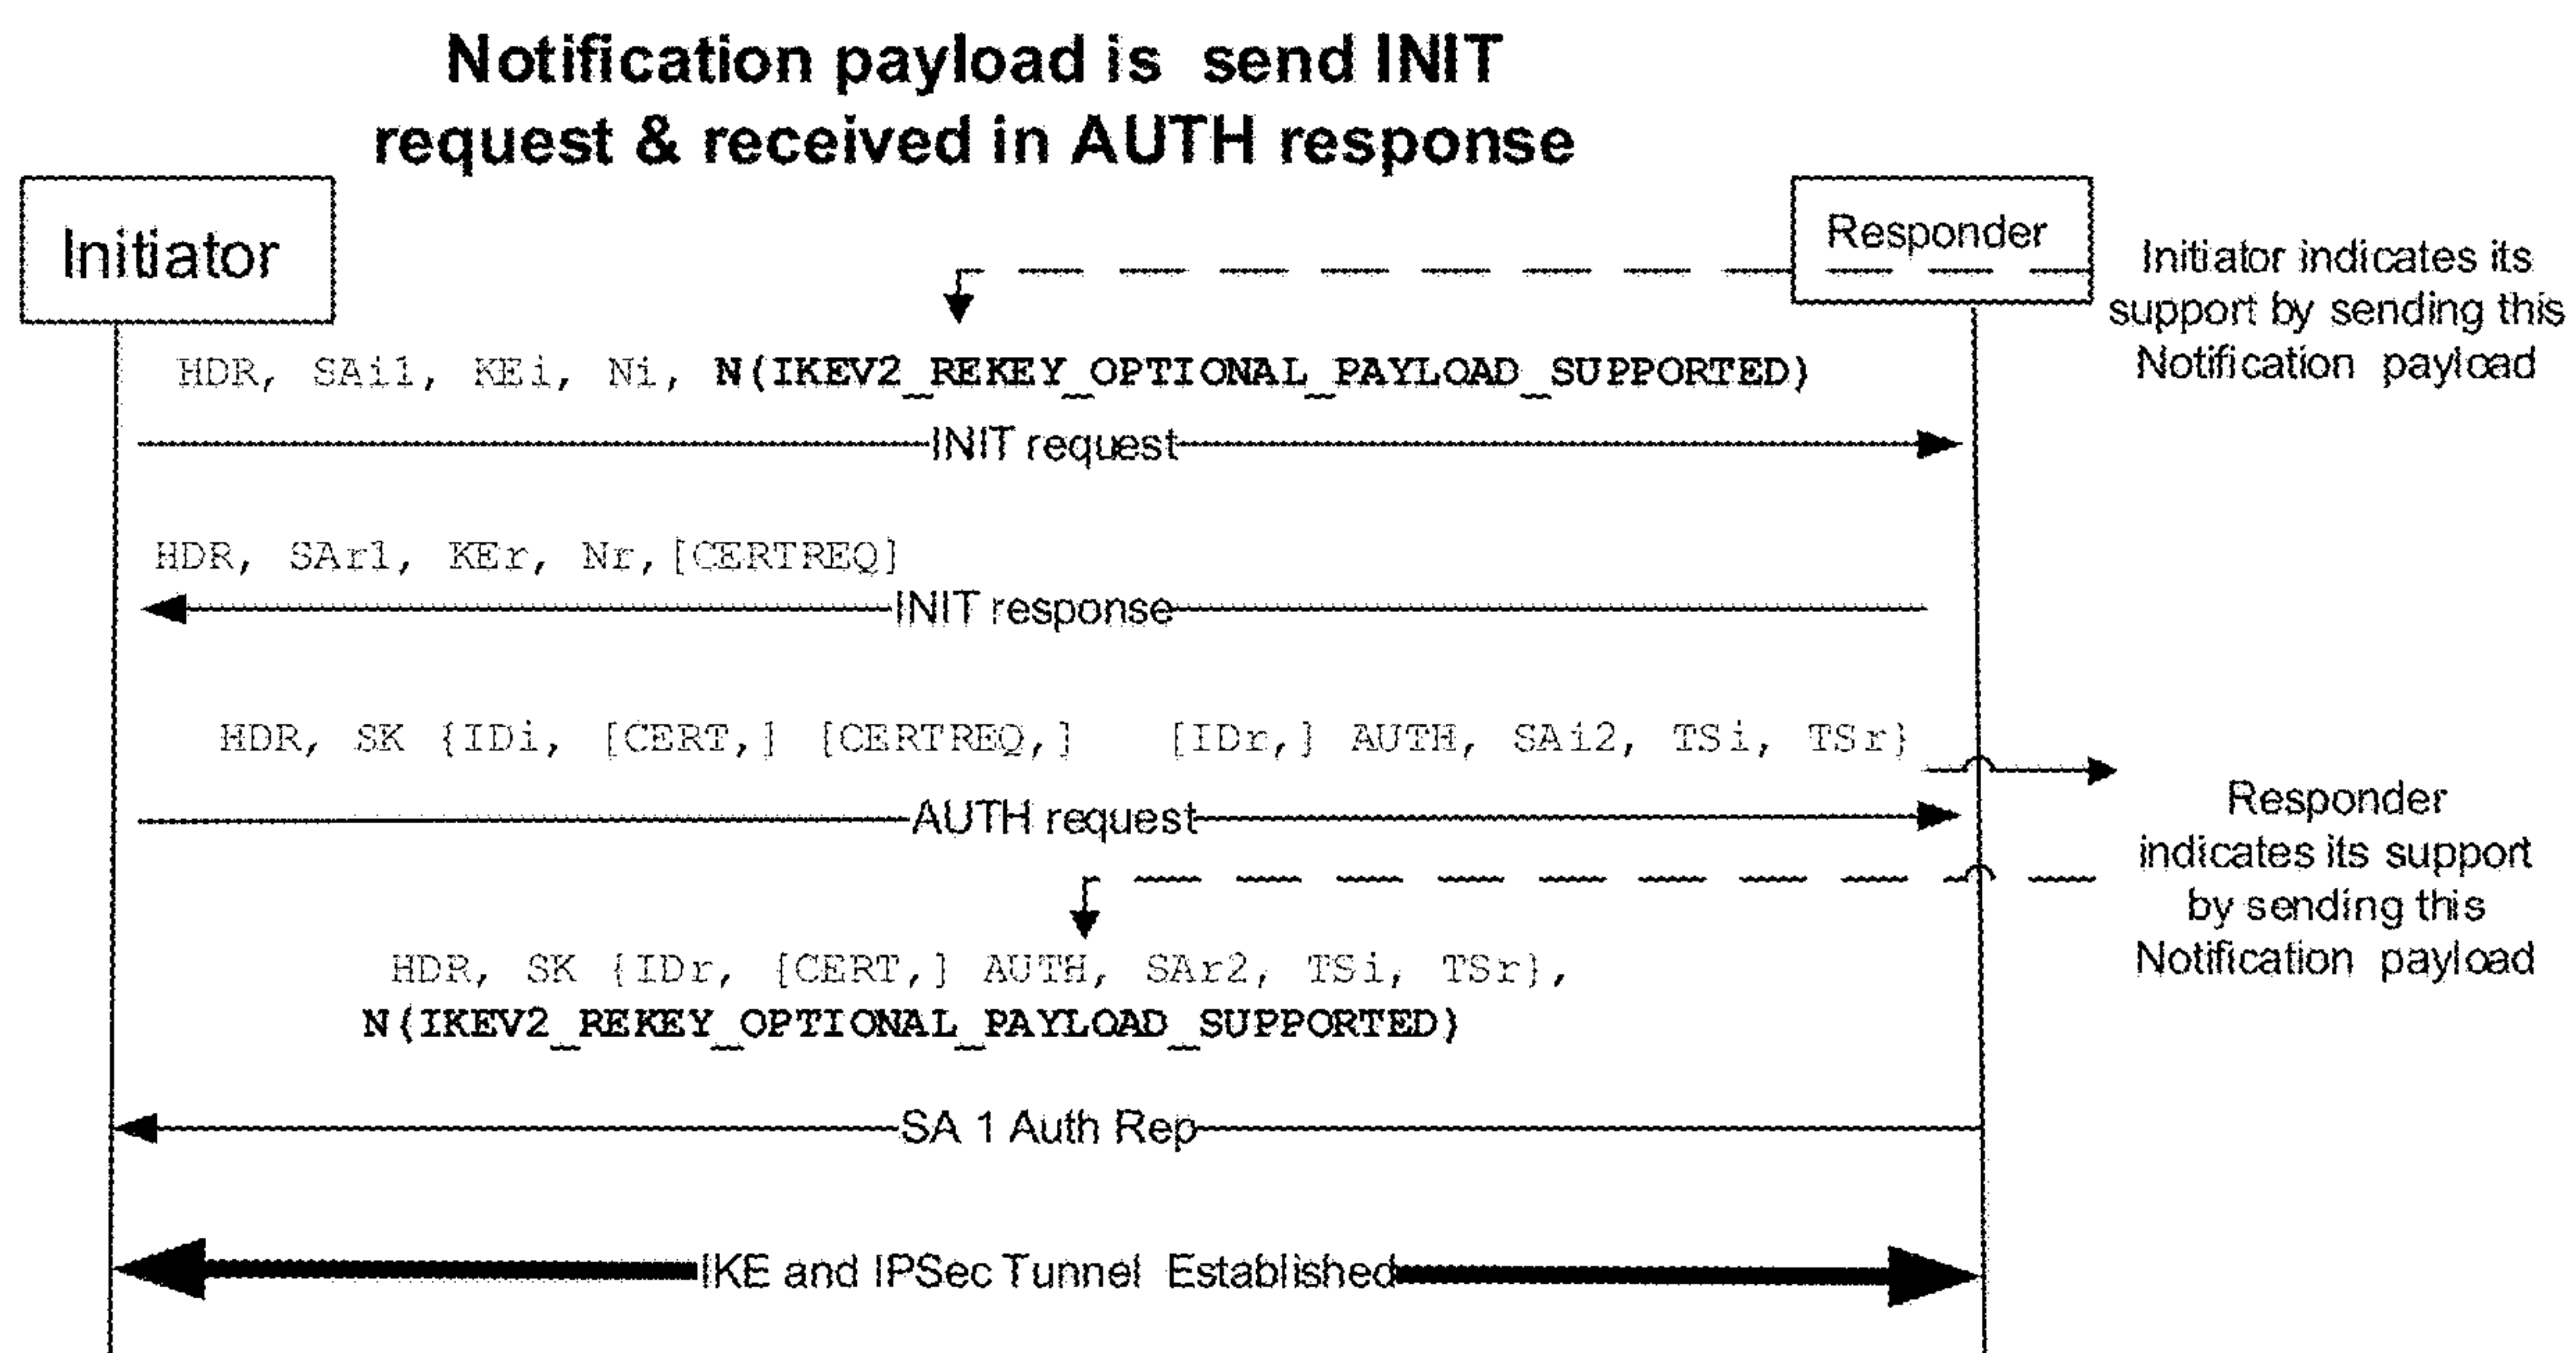 Notification payload is send INIT
request & received in AUTH response
Initiator
Responder
Initiator indicates its
support by sending this
Notification payload
HDR, SAi1, KEi, Ni, N(IKEV2_REKEY_OPTIONAL_PAYLOAD_SUPPORTED)
INIT request
HDR, SAr1, KEr, Nr,[CERTREQ]
INIT response
HDR, SK {IDi, [CERT,] [CERTREQ,] [IDr,] AUTH, SAi2, TSi, TSr}
AUTH request
Responder
indicates its support
by sending this
Notification payload
HDR, SK {IDr, [CERT,] AUTH, SAr2, TSi, TSr},
N(IKEV2_REKEY_OPTIONAL_PAYLOAD_SUPPORTED)
SA 1 Auth Rep
IKE and IPSec Tunnel Established